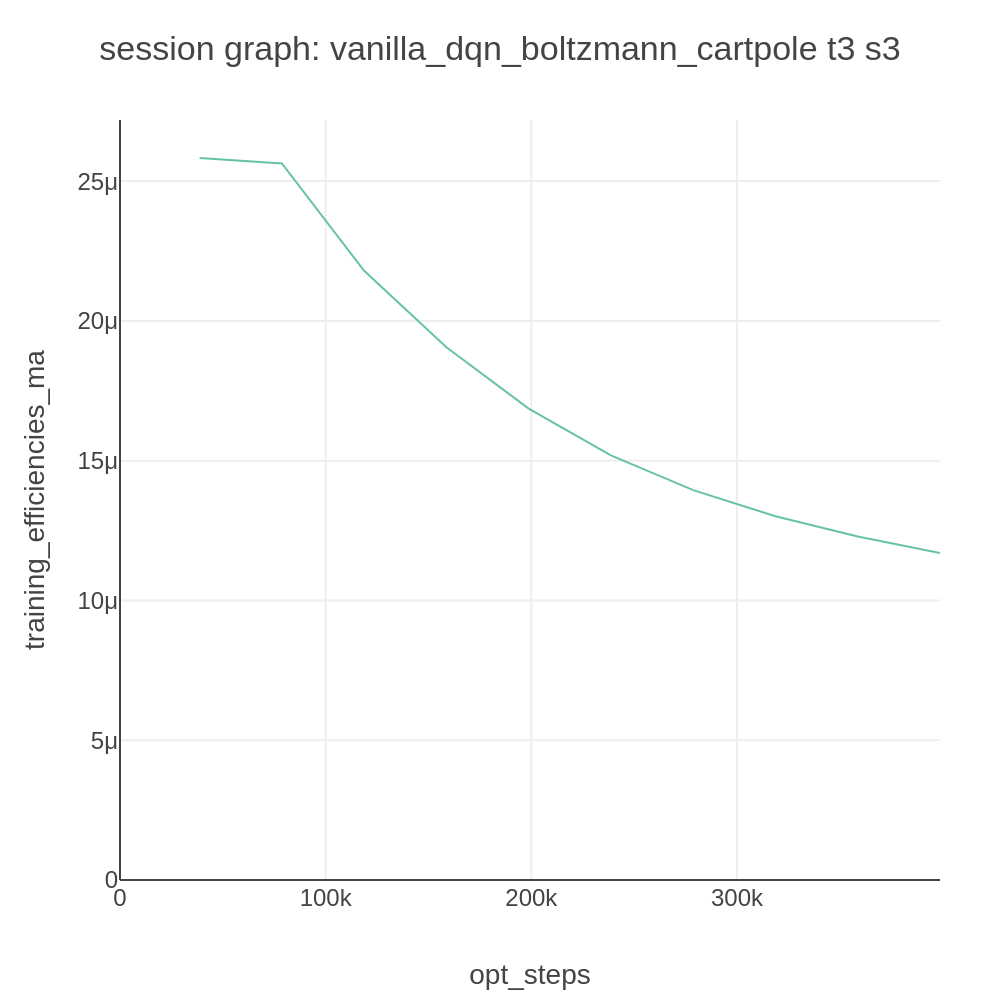 session graph: vanilla_dqn_boltzmann_cartpole t3 s3
25μ
20μ
15μ
10μ
5μ
0
0 100k 200k 300k
training_efficiencies_ma
opt_steps